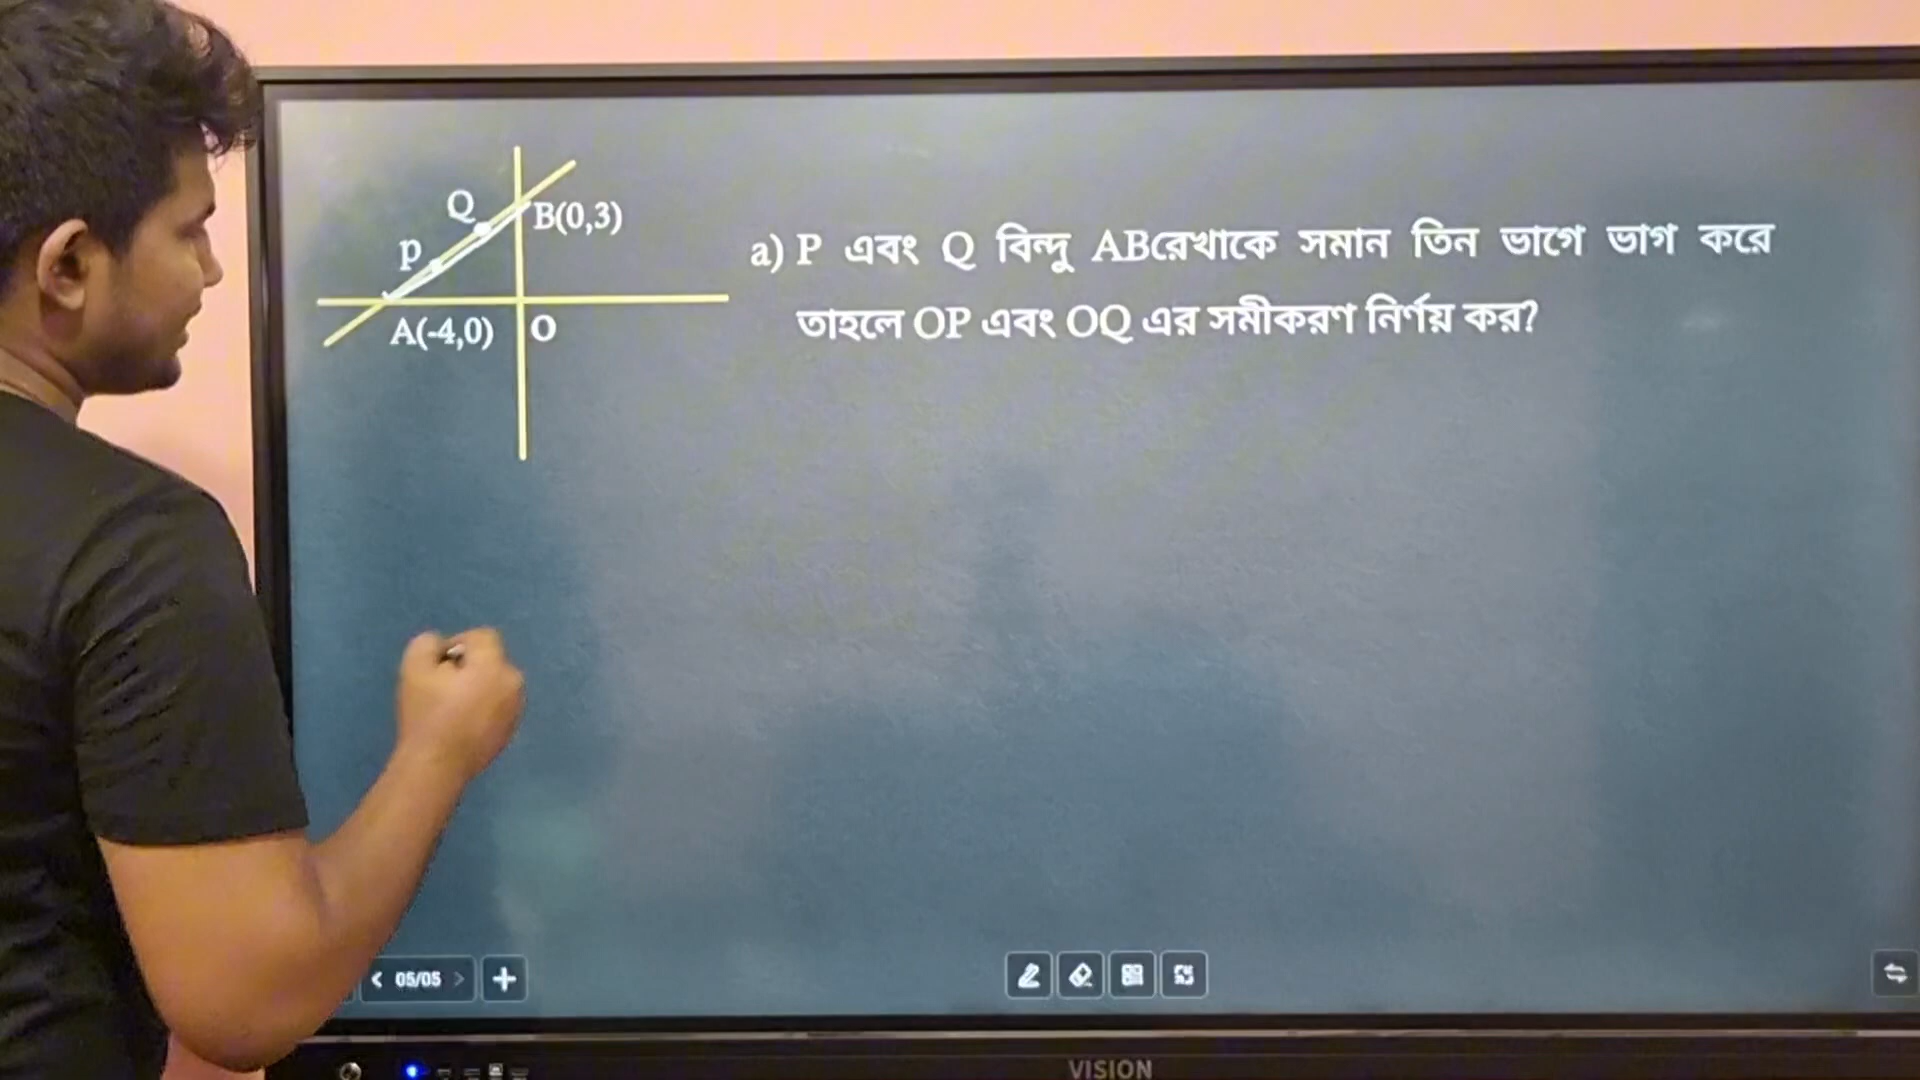 Q
B(0,3)
p
A(-4,0) O
a) P এবং Q বিন্দু ABরেখাকে সমান তিন ভাগে ভাগ করে
তাহলে OP এবং OQ এর সমীকরণ নির্ণয় কর?
05/05
VISION